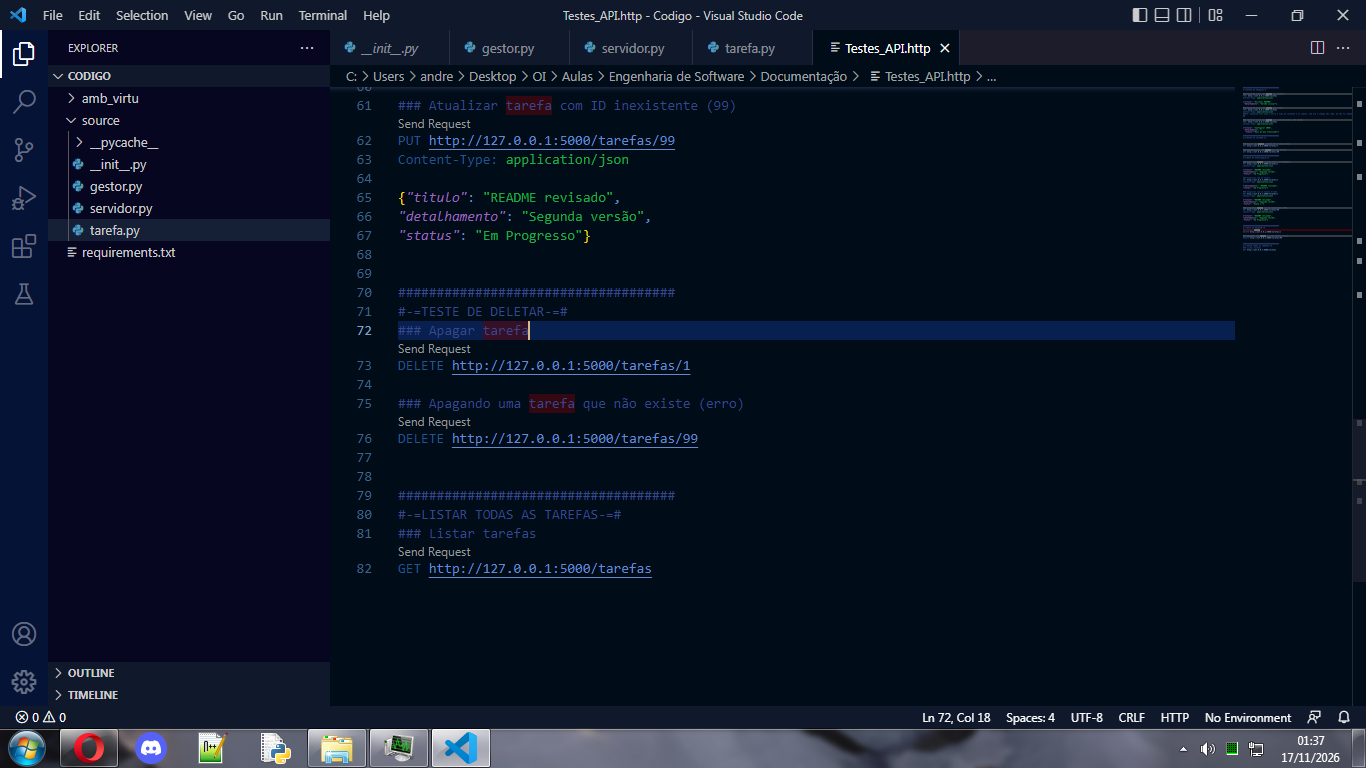 File Edit Selection View Go Run Terminal Help
Testes_API.http - Codigo - Visual Studio Code
EXPLORER
CODIGO
amb_virtu
source
__pycache__
__init__.py
gestor.py
servidor.py
tarefa.py
requirements.txt
OUTLINE
TIMELINE
__init__.py gestor.py servidor.py tarefa.py Testes_API.http
C: > Users > andre > Desktop > OI > Aulas > Engenharia de Software > Documentação > Testes_API.http > ...
61 ### Atualizar tarefa com ID inexistente (99)
Send Request
62 PUT http://127.0.0.1:5000/tarefas/99
63 Content-Type: application/json
64
65 {"titulo": "README revisado",
66 "detalhamento": "Segunda versão",
67 "status": "Em Progresso"}
68
69
70 ####################################
71 #-=TESTE DE DELETAR-=#
72 ### Apagar tarefa
Send Request
73 DELETE http://127.0.0.1:5000/tarefas/1
74
75 ### Apagando uma tarefa que não existe (erro)
Send Request
76 DELETE http://127.0.0.1:5000/tarefas/99
77
78
79 ####################################
80 #-=LISTAR TODAS AS TAREFAS-=#
81 ### Listar tarefas
Send Request
82 GET http://127.0.0.1:5000/tarefas
0 0
Ln 72, Col 18 Spaces: 4 UTF-8 CRLF HTTP No Environment
01:37
17/11/2026